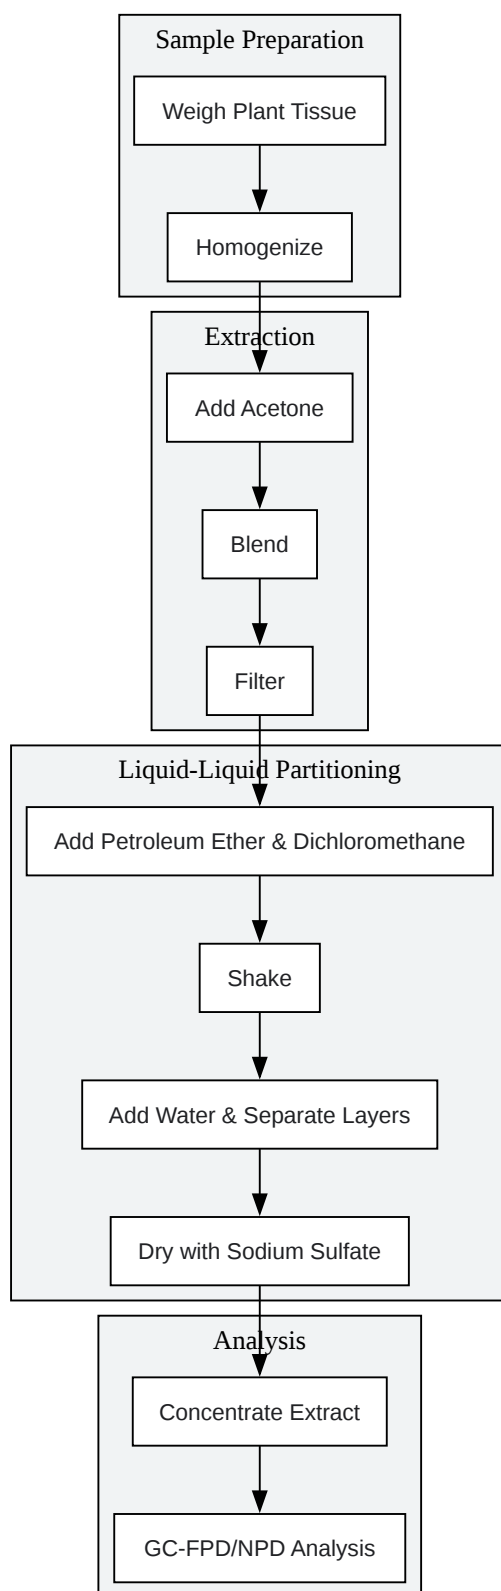 Sample Preparation
Weigh Plant Tissue
Homogenize
Extraction
Add Acetone
Blend
Filter
Liquid-Liquid Partitioning
Add Petroleum Ether & Dichloromethane
Shake
Add Water & Separate Layers
Dry with Sodium Sulfate
Analysis
Concentrate Extract
GC-FPD/NPD Analysis